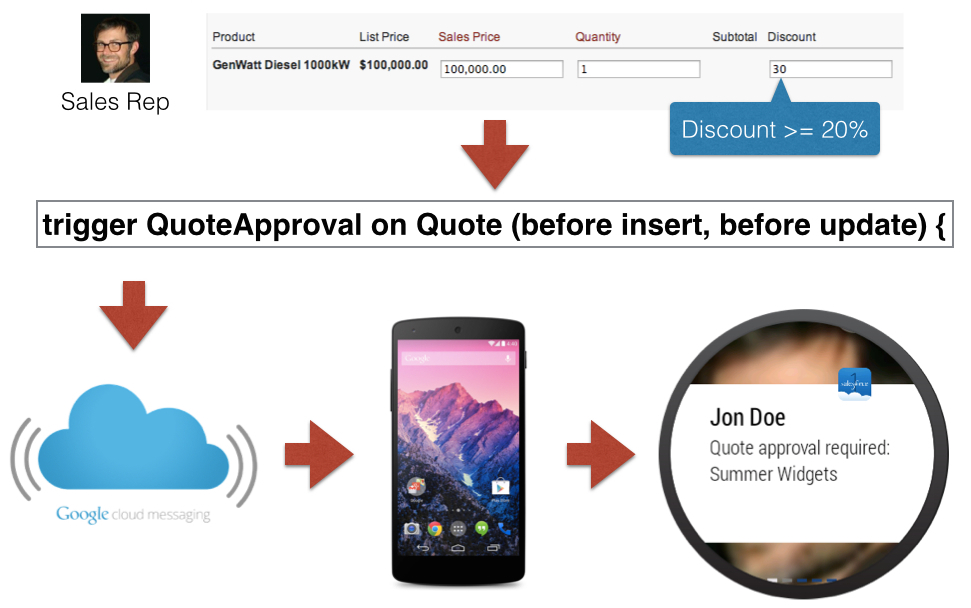 Product List Price Sales Price Quantity Subtotal Discount
GenWatt Diesel 1000kW $100,000.00 100,000.00 1 30
Sales Rep
Discount >= 20%
trigger QuoteApproval on Quote (before insert, before update) {
Google
salesforce
Jon Doe
Quote approval required:
Summer Widgets
Google cloud messaging